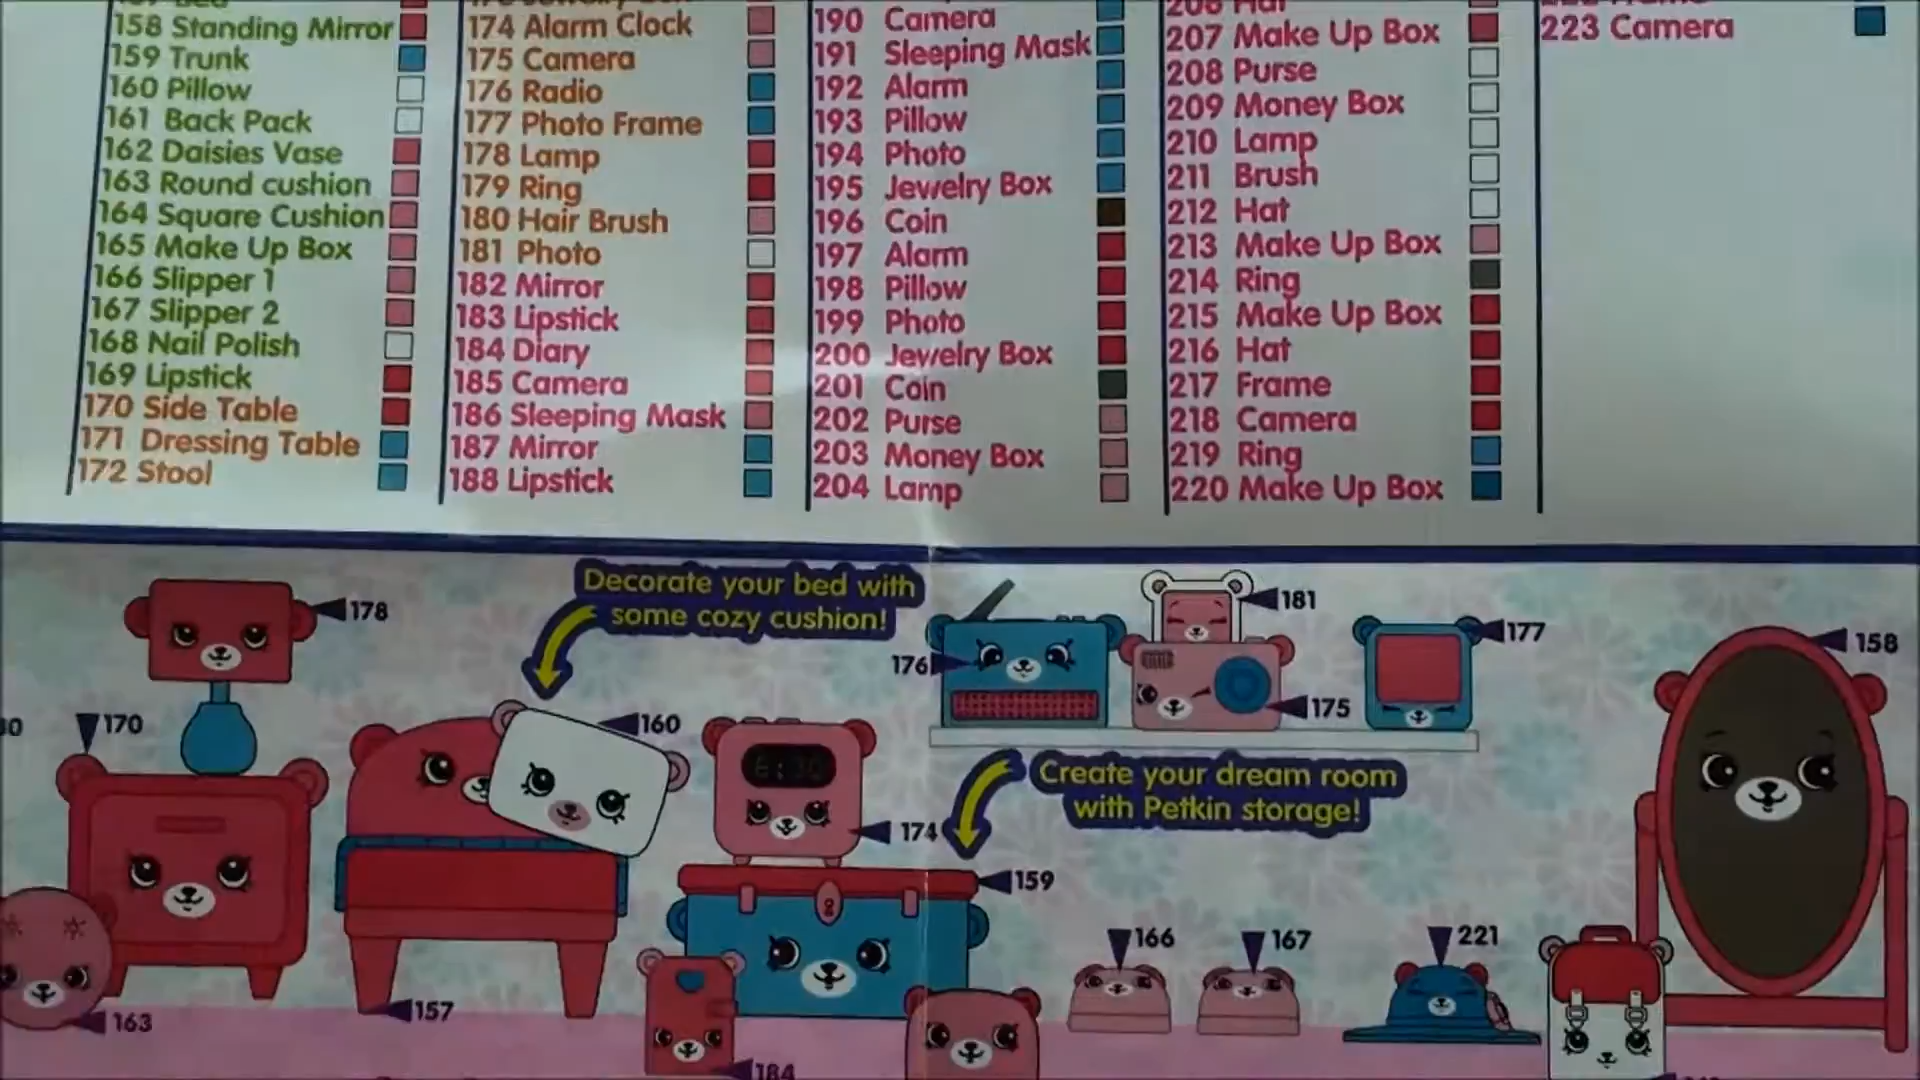 158 Standing Mirror
159 Trunk
160 Pillow
161 Back Pack
162 Daisies Vase
163 Round cushion
164 Square Cushion
165 Make Up Box
166 Slipper 1
167 Slipper 2
168 Nail Polish
169 Lipstick
170 Side Table
171 Dressing Table
172 Stool
174 Alarm Clock
175 Camera
176 Radio
177 Photo Frame
178 Lamp
179 Ring
180 Hair Brush
181 Photo
182 Mirror
183 Lipstick
184 Diary
185 Camera
186 Sleeping Mask
187 Mirror
188 Lipstick
190 Camera
191 Sleeping Mask
192 Alarm
193 Pillow
194 Photo
195 Jewelry Box
196 Coin
197 Alarm
198 Pillow
199 Photo
200 Jewelry Box
201 Coin
202 Purse
203 Money Box
204 Lamp
207 Make Up Box
208 Purse
209 Money Box
210 Lamp
211 Brush
212 Hat
213 Make Up Box
214 Ring
215 Make Up Box
216 Hat
217 Frame
218 Camera
219 Ring
220 Make Up Box
223 Camera
Decorate your bed with
some cozy cushion!
178
181
177
158
176
175
170
160
174
Create your dream room
with Petkin storage!
6:30
159
166
167
221
157
163
184